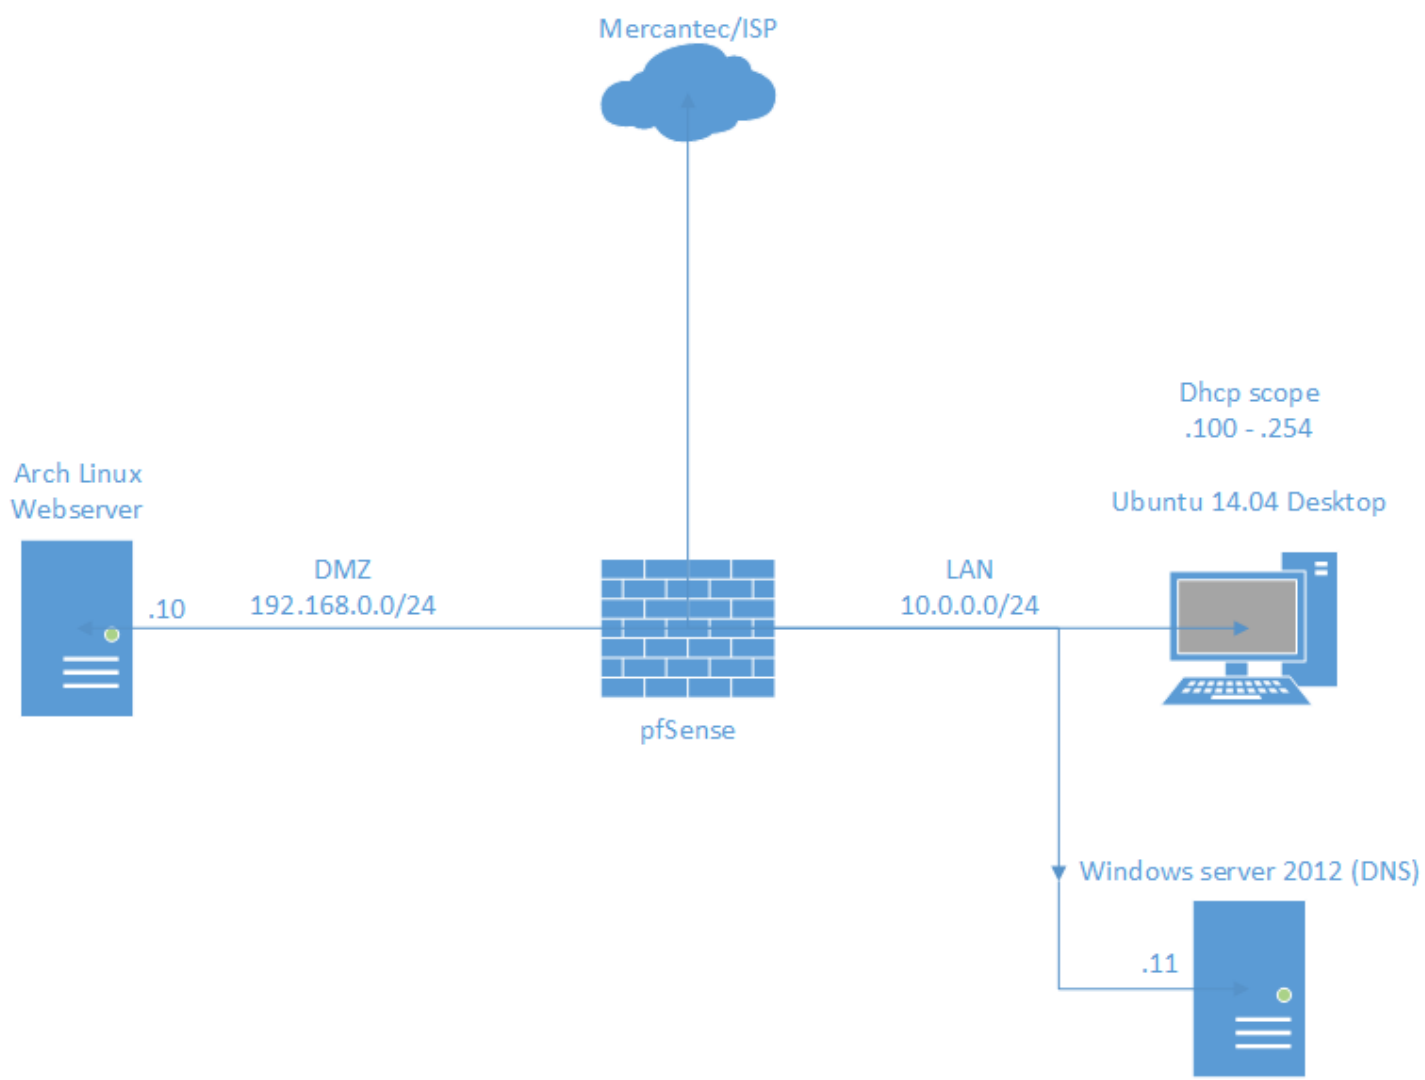 Mercantec/ISP
Dhcp scope
.100 - .254
Ubuntu 14.04 Desktop
Arch Linux
Webserver
.10
DMZ
192.168.0.0/24
LAN
10.0.0.0/24
pfSense
Windows server 2012 (DNS)
.11